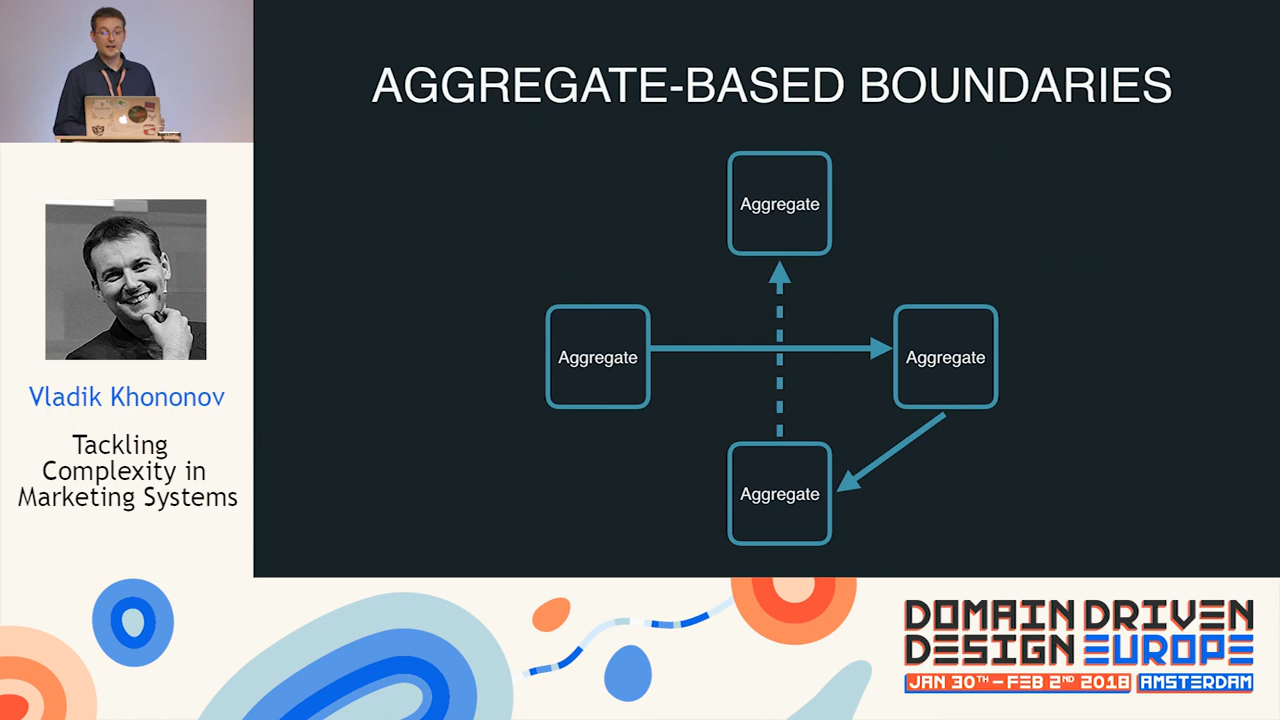 AGGREGATE-BASED BOUNDARIES
Aggregate
Aggregate
Aggregate
Aggregate
Vladik Khononov
Tackling
Complexity in
Marketing Systems
DOMAIN DRIVEN
DESIGN EUROPE
JAN 30TH - FEB 2ND 2018 AMSTERDAM